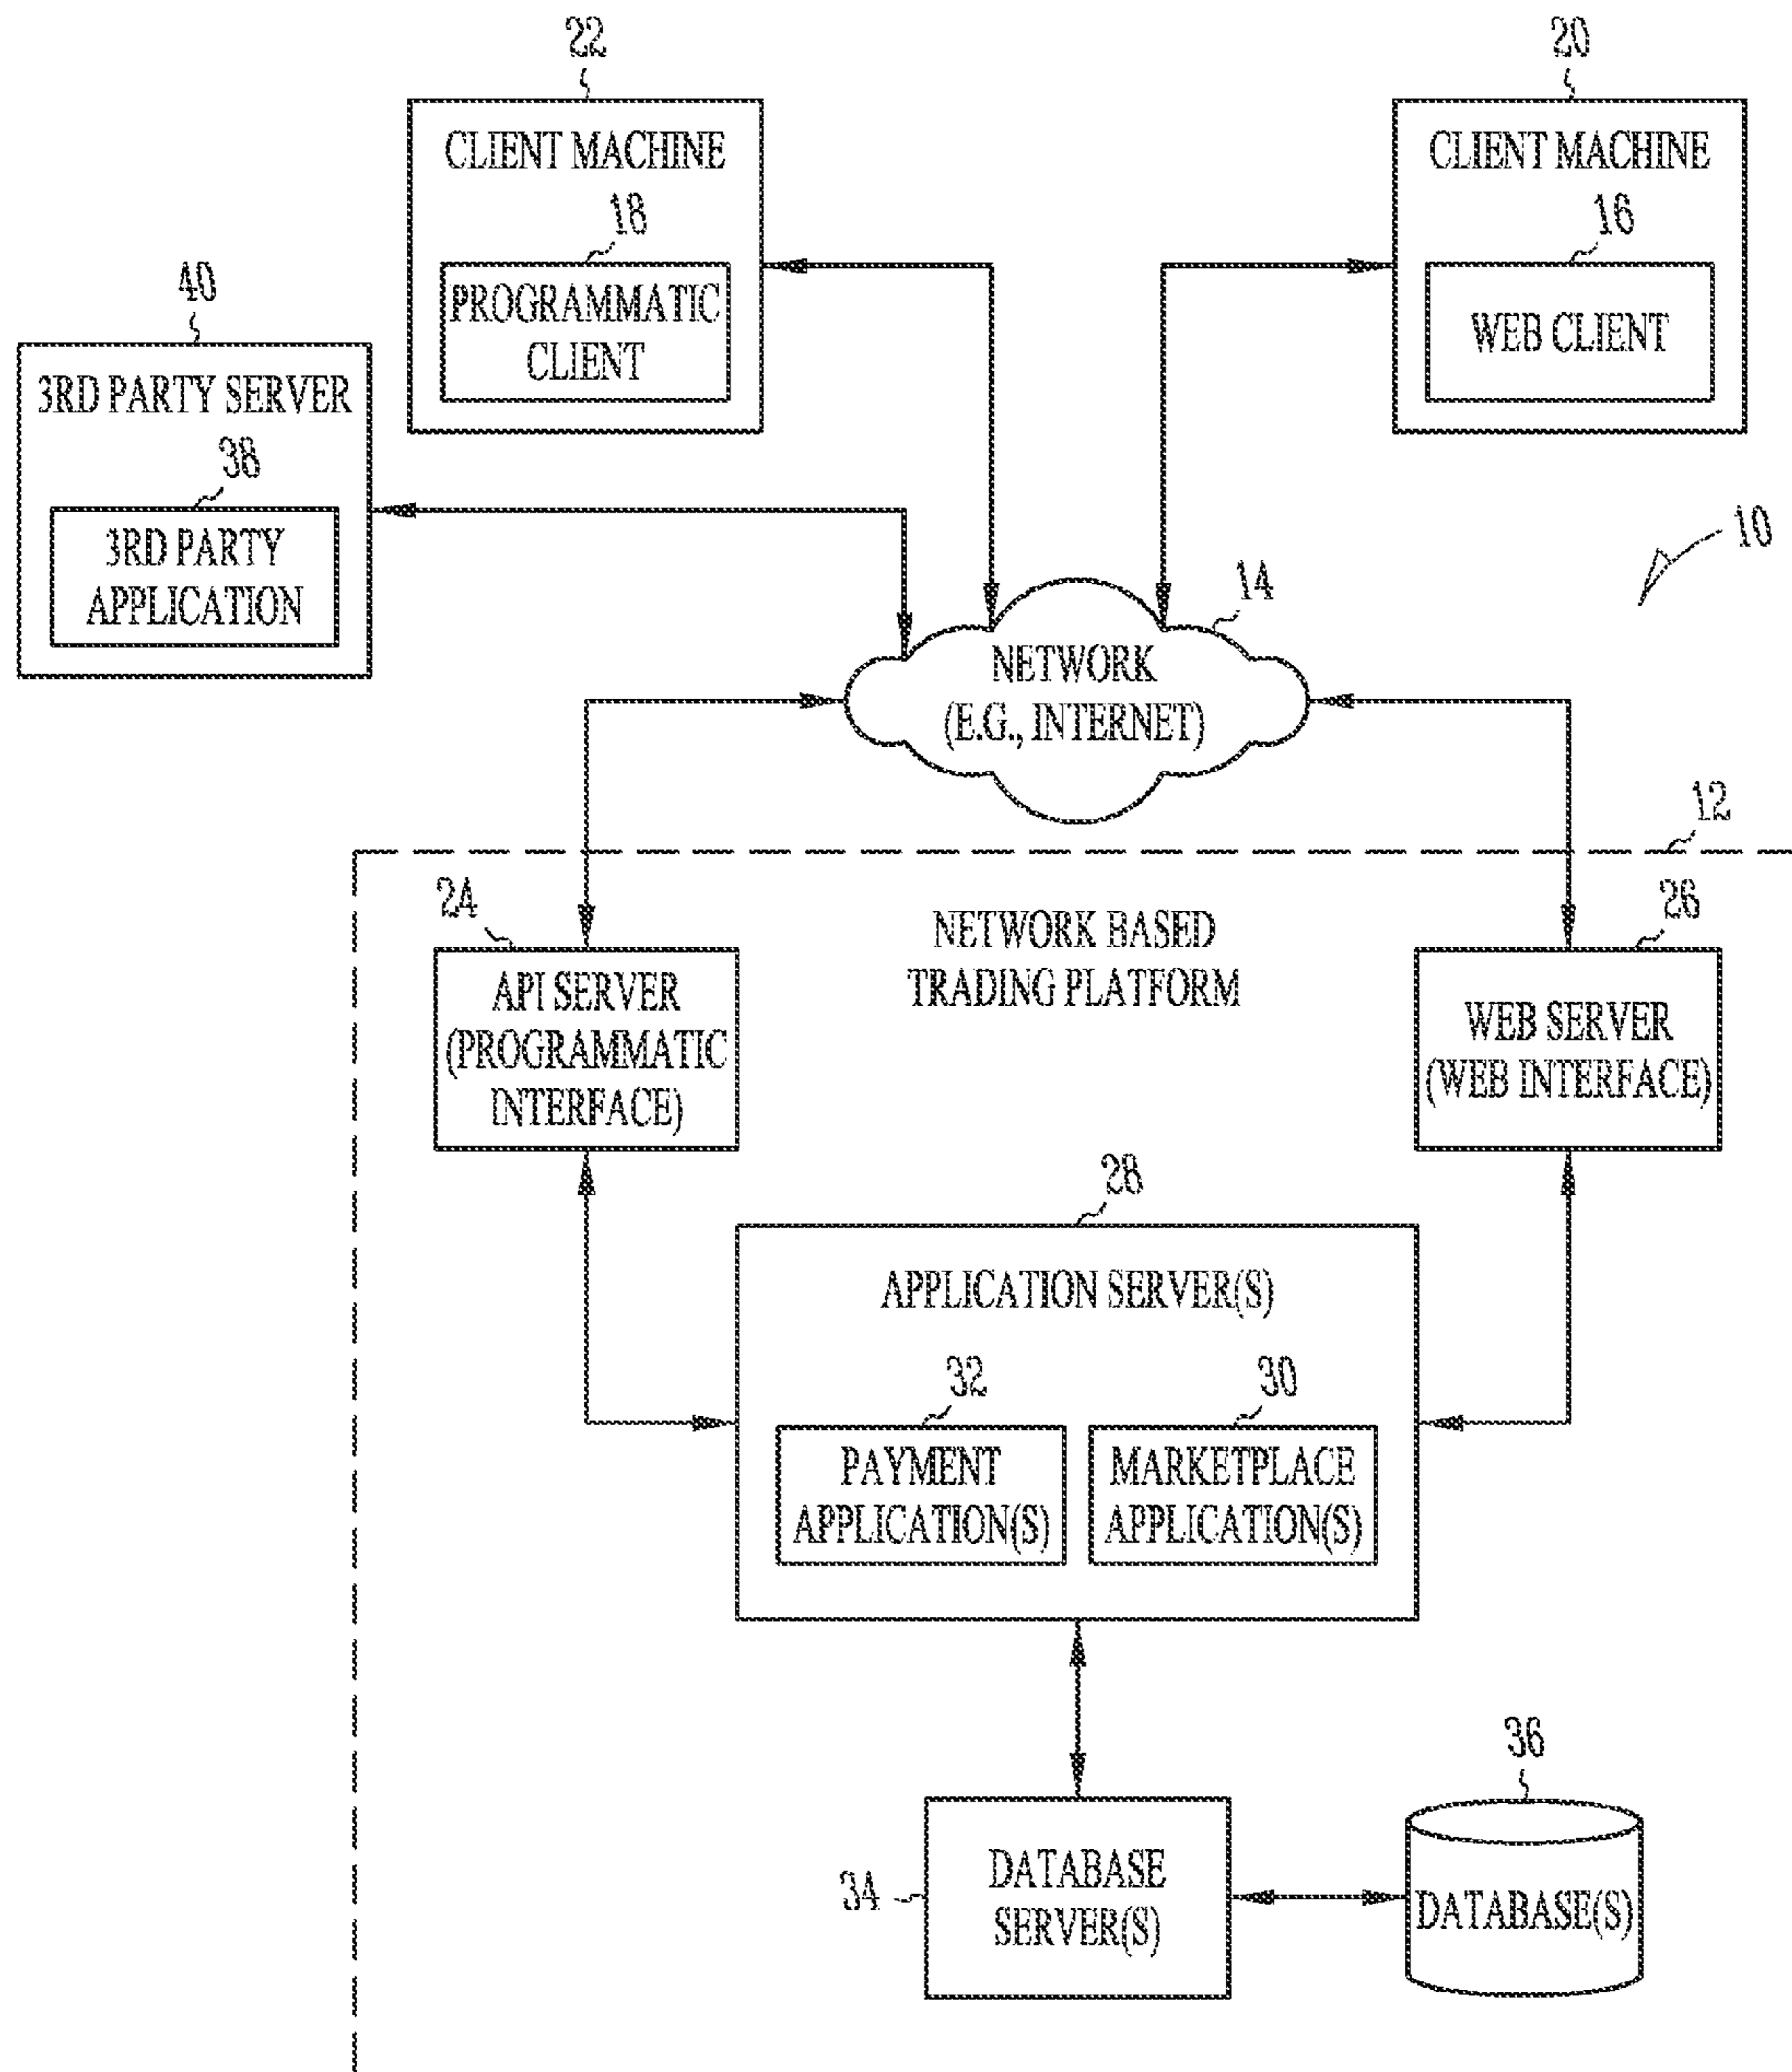 22
20
CLIENT MACHINE
CLIENT MACHINE
18
16
PROGRAMMATIC
CLIENT
WEB CLIENT
40
3RD PARTY SERVER
38
3RD PARTY
APPLICATION
10
14
NETWORK
(E.G., INTERNET)
12
24
NETWORK BASED
TRADING PLATFORM
26
API SERVER
(PROGRAMMATIC
INTERFACE)
WEB SERVER
(WEB INTERFACE)
28
APPLICATION SERVER(S)
32
30
PAYMENT
APPLICATION(S)
MARKETPLACE
APPLICATION(S)
36
34
DATABASE
SERVER(S)
DATABASE(S)